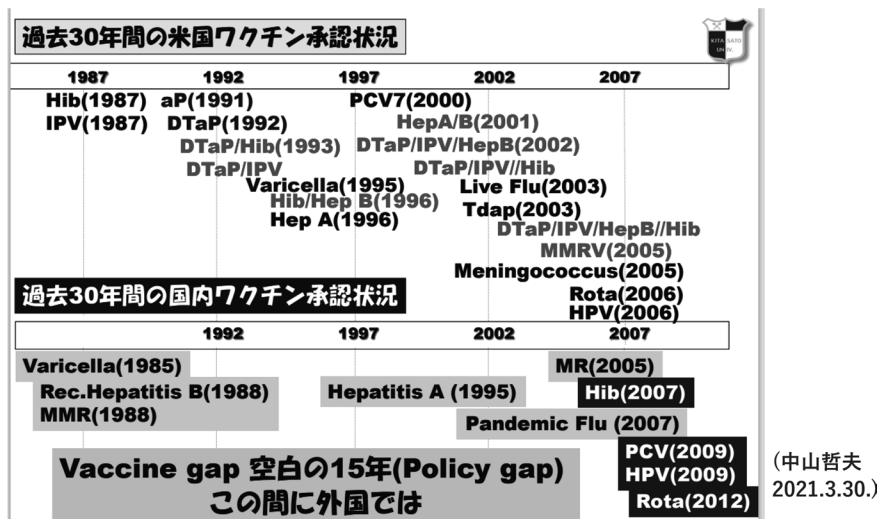 過去30年間の米国ワクチン承認状況
KITA SATO
UN IV.
1987 1992 1997 2002 2007
Hib(1987) aP(1991) PCV7(2000)
IPV(1987) DTaP(1992) HepA/B(2001)
DTaP/Hib(1993) DTaP/IPV/HepB(2002)
DTaP/IPV DTaP/IPV//Hib
Varicella(1995) Live Flu(2003)
Hib/Hep B(1996) Tdap(2003)
Hep A(1996) DTaP/IPV/HepB//Hib
MMRV(2005)
Meningococcus(2005)
過去30年間の国内ワクチン承認状況
Rota(2006)
HPV(2006)
1992 1997 2002 2007
Varicella(1985) MR(2005)
Rec.Hepatitis B(1988) Hepatitis A (1995) Hib(2007)
MMR(1988) Pandemic Flu (2007)
PCV(2009)
HPV(2009)
Rota(2012)
Vaccine gap 空白の15年(Policy gap)
この間に外国では
(中山哲夫
2021.3.30.)